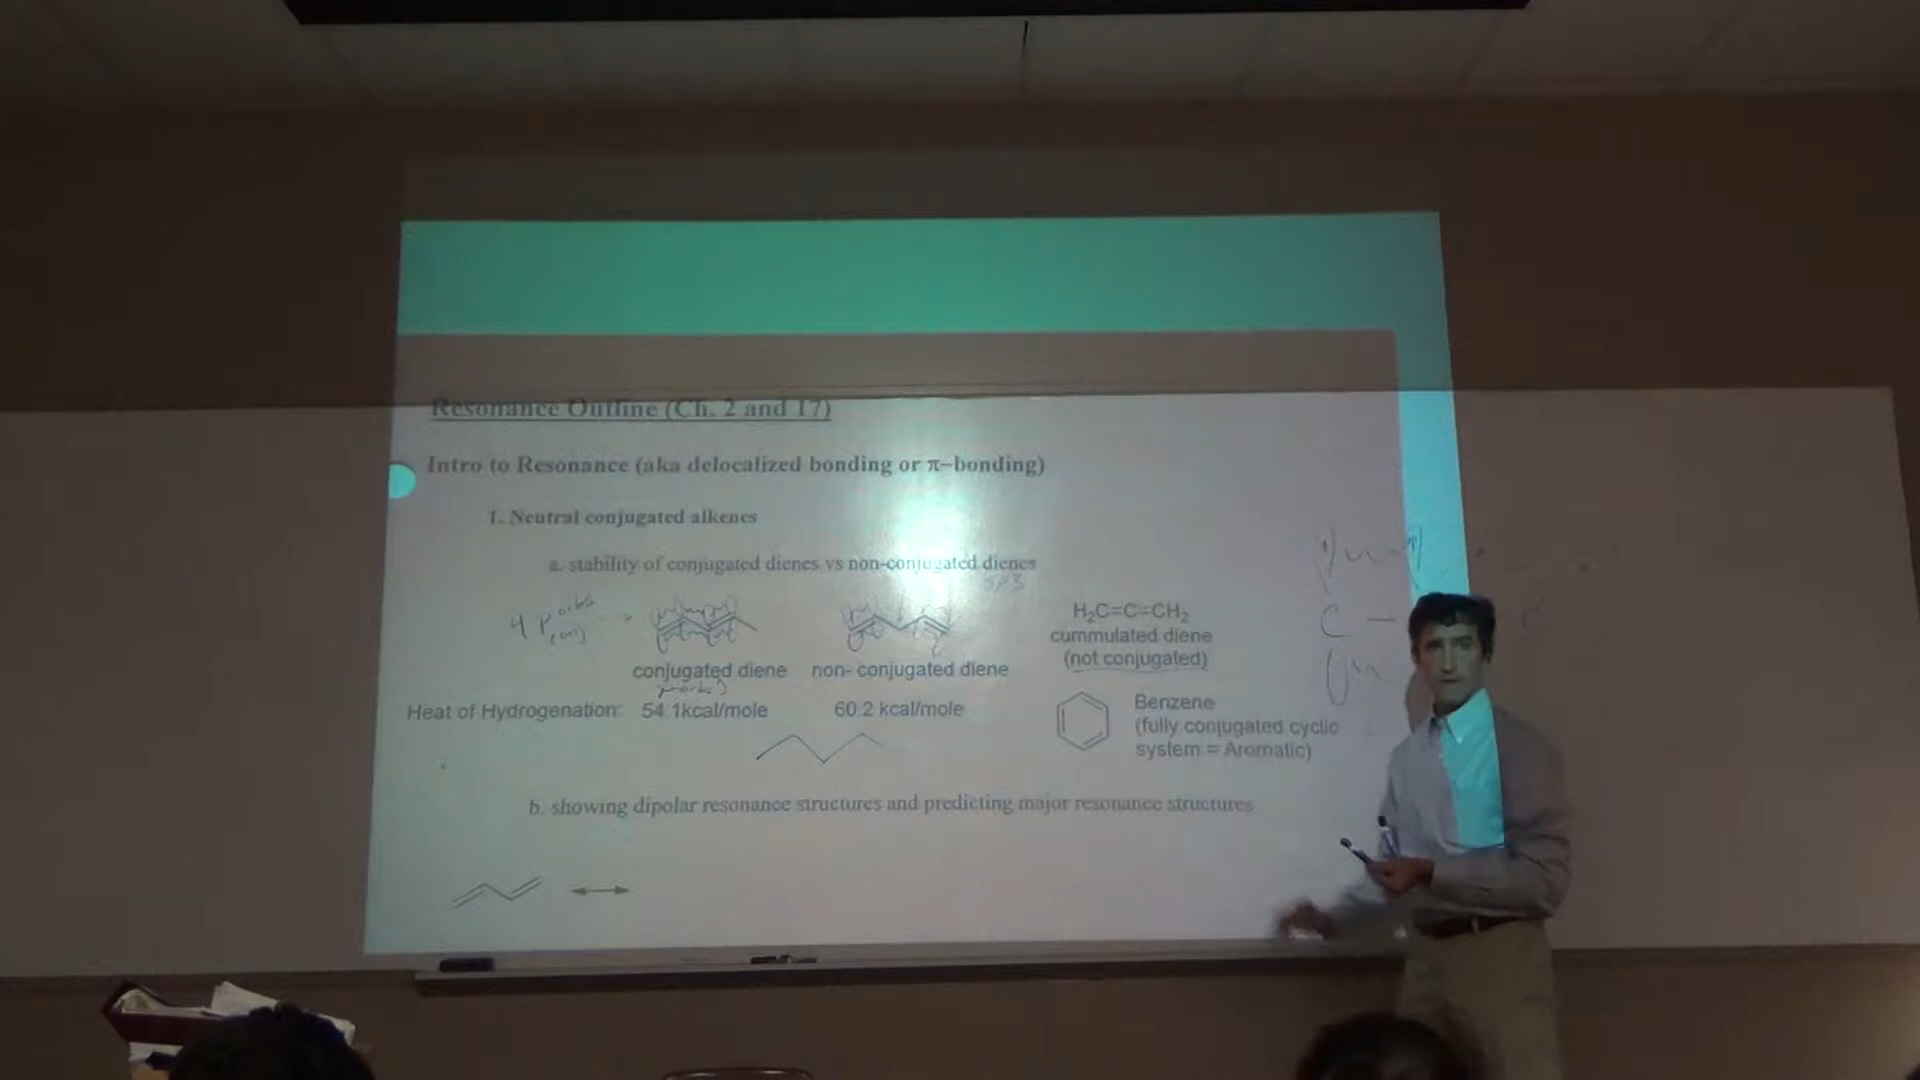 Resonance Outline (Ch. 2 and 17)
Intro to Resonance (aka delocalized bonding or π-bonding)
1. Neutral conjugated alkenes
a. stability of conjugated dienes vs non-conjugated dienes
sp3
4 p orbs
conj
H₂C=C=CH₂
cummulated diene
(not conjugated)
conjugated diene non- conjugated diene
Heat of Hydrogenation: 54.1kcal/mole 60.2 kcal/mole
Benzene
(fully conjugated cyclic
system = Aromatic)
b. showing dipolar resonance structures and predicting major resonance structures
C